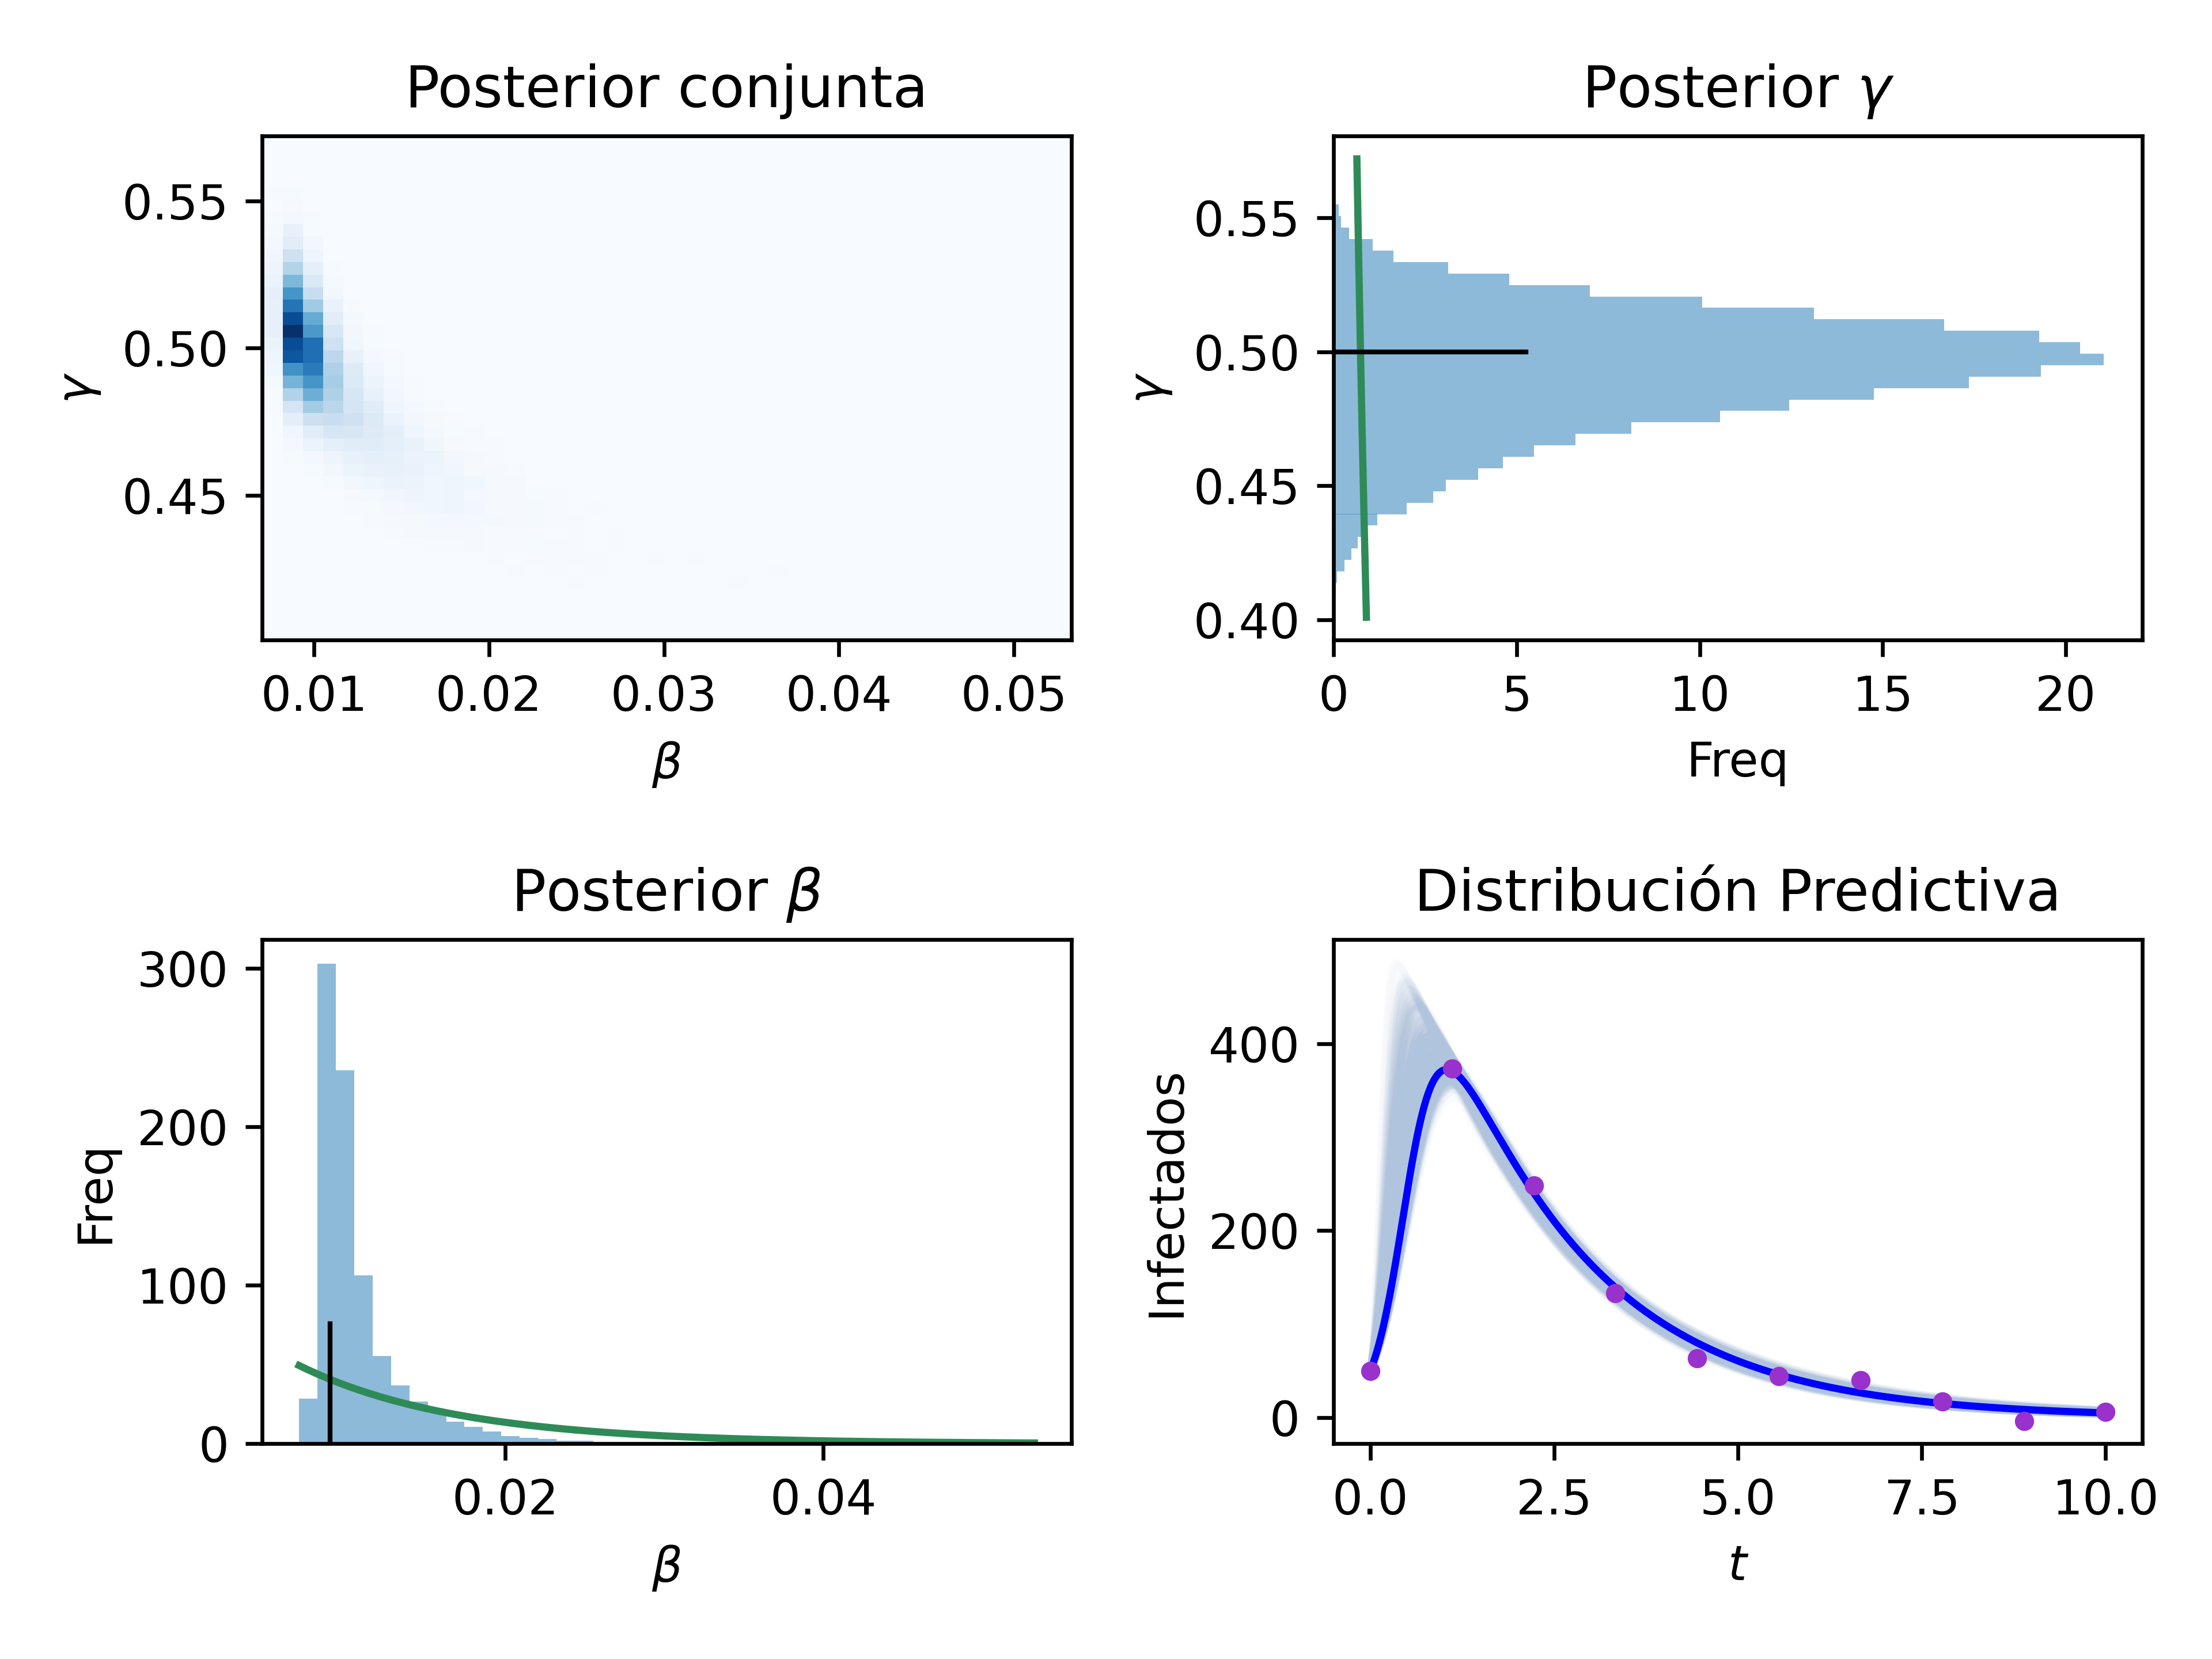 Posterior conjunta
0.55
0.50
0.45
γ
0.01 0.02 0.03 0.04 0.05
β
Posterior γ
0.55
0.50
0.45
0.40
γ
0 5 10 15 20
Freq
Posterior β
300
200
100
0
Freq
0.02 0.04
β
Distribución Predictiva
400
200
0
Infectados
0.0 2.5 5.0 7.5 10.0
t